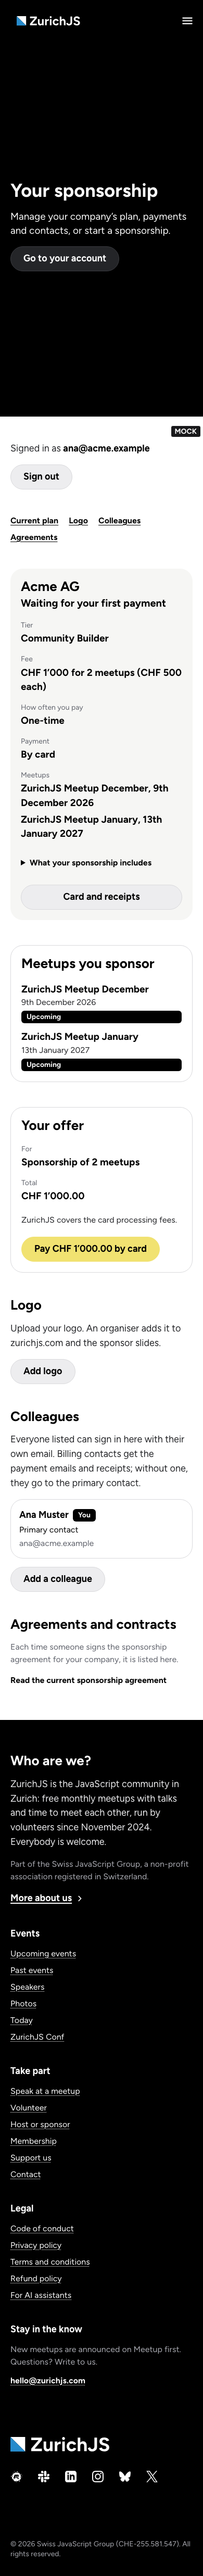 ZurichJS
Your sponsorship
Manage your company's plan, payments
and contacts, or start a sponsorship.
Go to your account
MOCK
Signed in as ana@acme.example
Sign out
Current plan Logo Colleagues
Agreements
Acme AG
Waiting for your first payment
Tier
Community Builder
Fee
CHF 1'000 for 2 meetups (CHF 500
each)
How often you pay
One-time
Payment
By card
Meetups
ZurichJS Meetup December, 9th
December 2026
ZurichJS Meetup January, 13th
January 2027
What your sponsorship includes
Card and receipts
Meetups you sponsor
ZurichJS Meetup December
9th December 2026
Upcoming
ZurichJS Meetup January
13th January 2027
Upcoming
Your offer
For
Sponsorship of 2 meetups
Total
CHF 1'000.00
ZurichJS covers the card processing fees.
Pay CHF 1'000.00 by card
Logo
Upload your logo. An organiser adds it to
zurichjs.com and the sponsor slides.
Add logo
Colleagues
Everyone listed can sign in here with their
own email. Billing contacts get the
payment emails and receipts; without one,
they go to the primary contact.
Ana Muster You
Primary contact
ana@acme.example
Add a colleague
Agreements and contracts
Each time someone signs the sponsorship
agreement for your company, it is listed here.
Read the current sponsorship agreement
Who are we?
ZurichJS is the JavaScript community in
Zurich: free monthly meetups with talks
and time to meet each other, run by
volunteers since November 2024.
Everybody is welcome.
Part of the Swiss JavaScript Group, a non-profit
association registered in Switzerland.
More about us
Events
Upcoming events
Past events
Speakers
Photos
Today
ZurichJS Conf
Take part
Speak at a meetup
Volunteer
Host or sponsor
Membership
Support us
Contact
Legal
Code of conduct
Privacy policy
Terms and conditions
Refund policy
For AI assistants
Stay in the know
New meetups are announced on Meetup first.
Questions? Write to us.
hello@zurichjs.com
ZurichJS
© 2026 Swiss JavaScript Group (CHE-255.581.547). All
rights reserved.